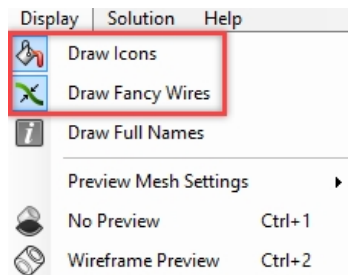 Display Solution Help
Draw Icons
Draw Fancy Wires
Draw Full Names
Preview Mesh Settings
No Preview Ctrl+1
Wireframe Preview Ctrl+2